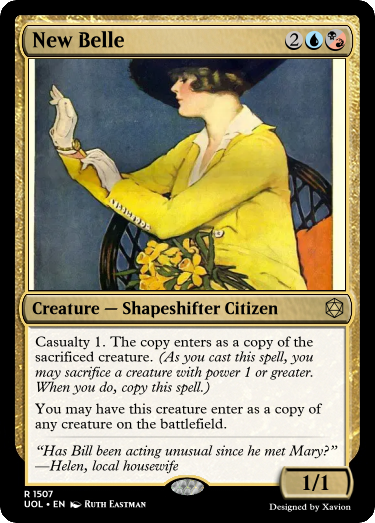 New Belle 2
Creature — Shapeshifter Citizen
Casualty 1. The copy enters as a copy of the
sacrificed creature. (As you cast this spell, you
may sacrifice a creature with power 1 or greater.
When you do, copy this spell.)
You may have this creature enter as a copy of
any creature on the battlefield.
“Has Bill been acting unusual since he met Mary?”
—Helen, local housewife
1/1
R 1507
UOL • EN Ruth Eastman
Designed by Xavion